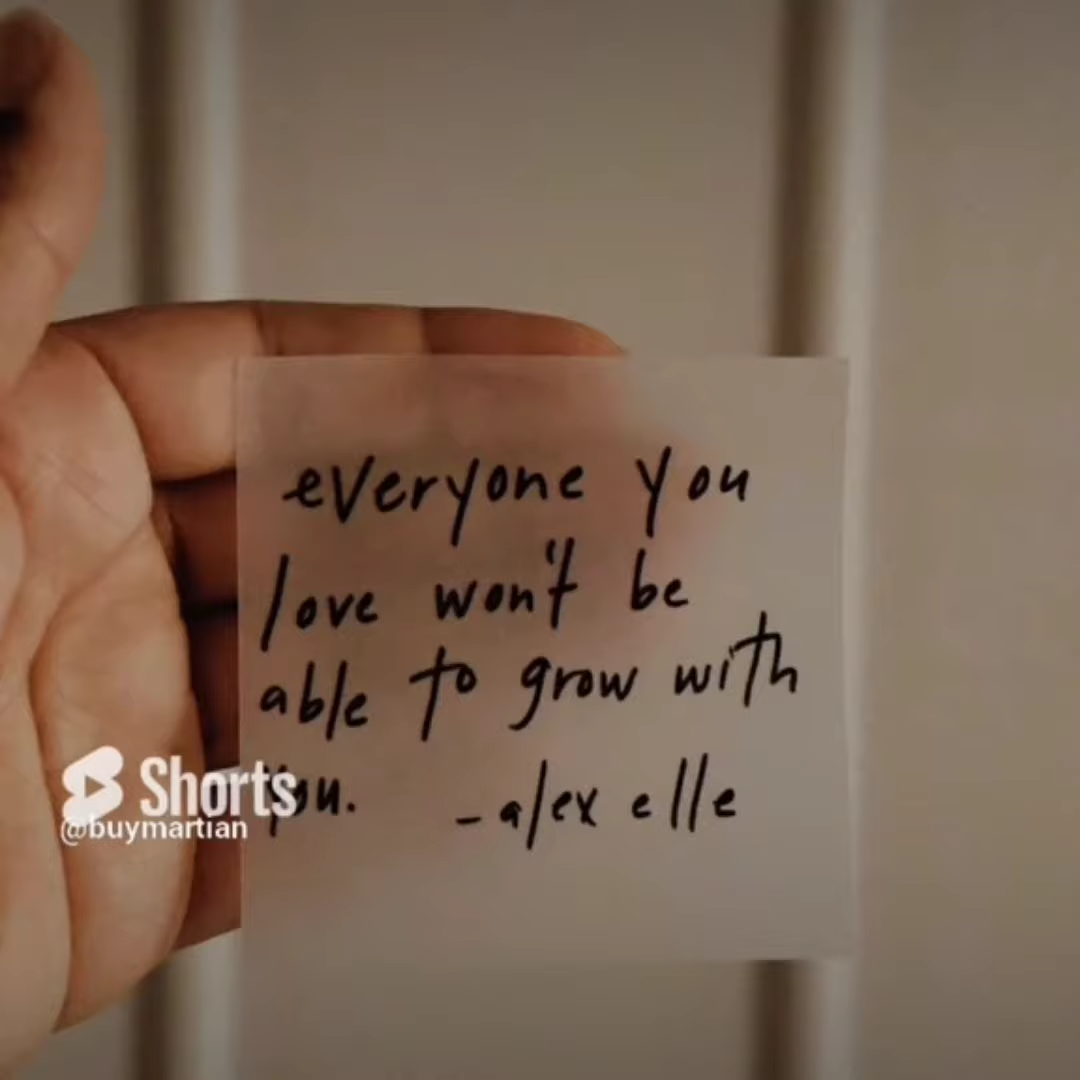 everyone you
love won't be
able to grow with
you. -alex elle
Shorts
@buymartian